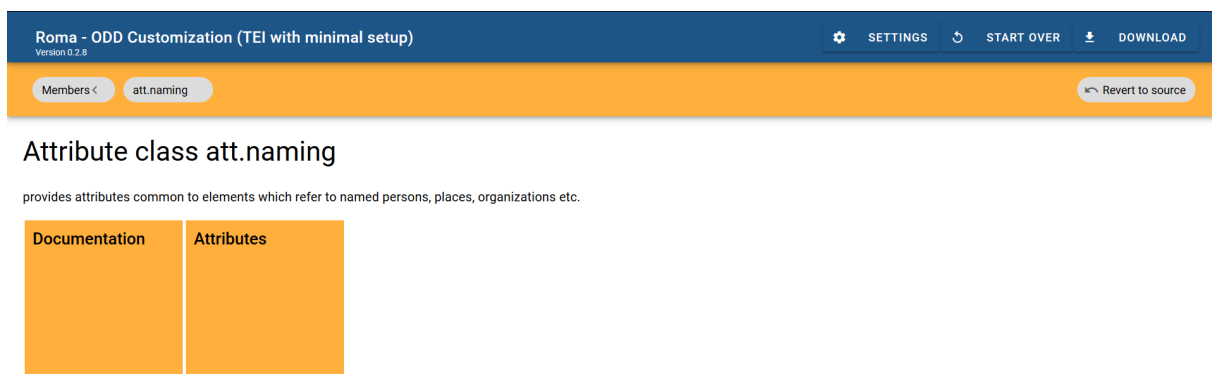 Roma - ODD Customization (TEI with minimal setup)
Version 0.2.8
SETTINGS
START OVER
DOWNLOAD
Members <
att.naming
Revert to source
Attribute class att.naming
provides attributes common to elements which refer to named persons, places, organizations etc.
Documentation
Attributes